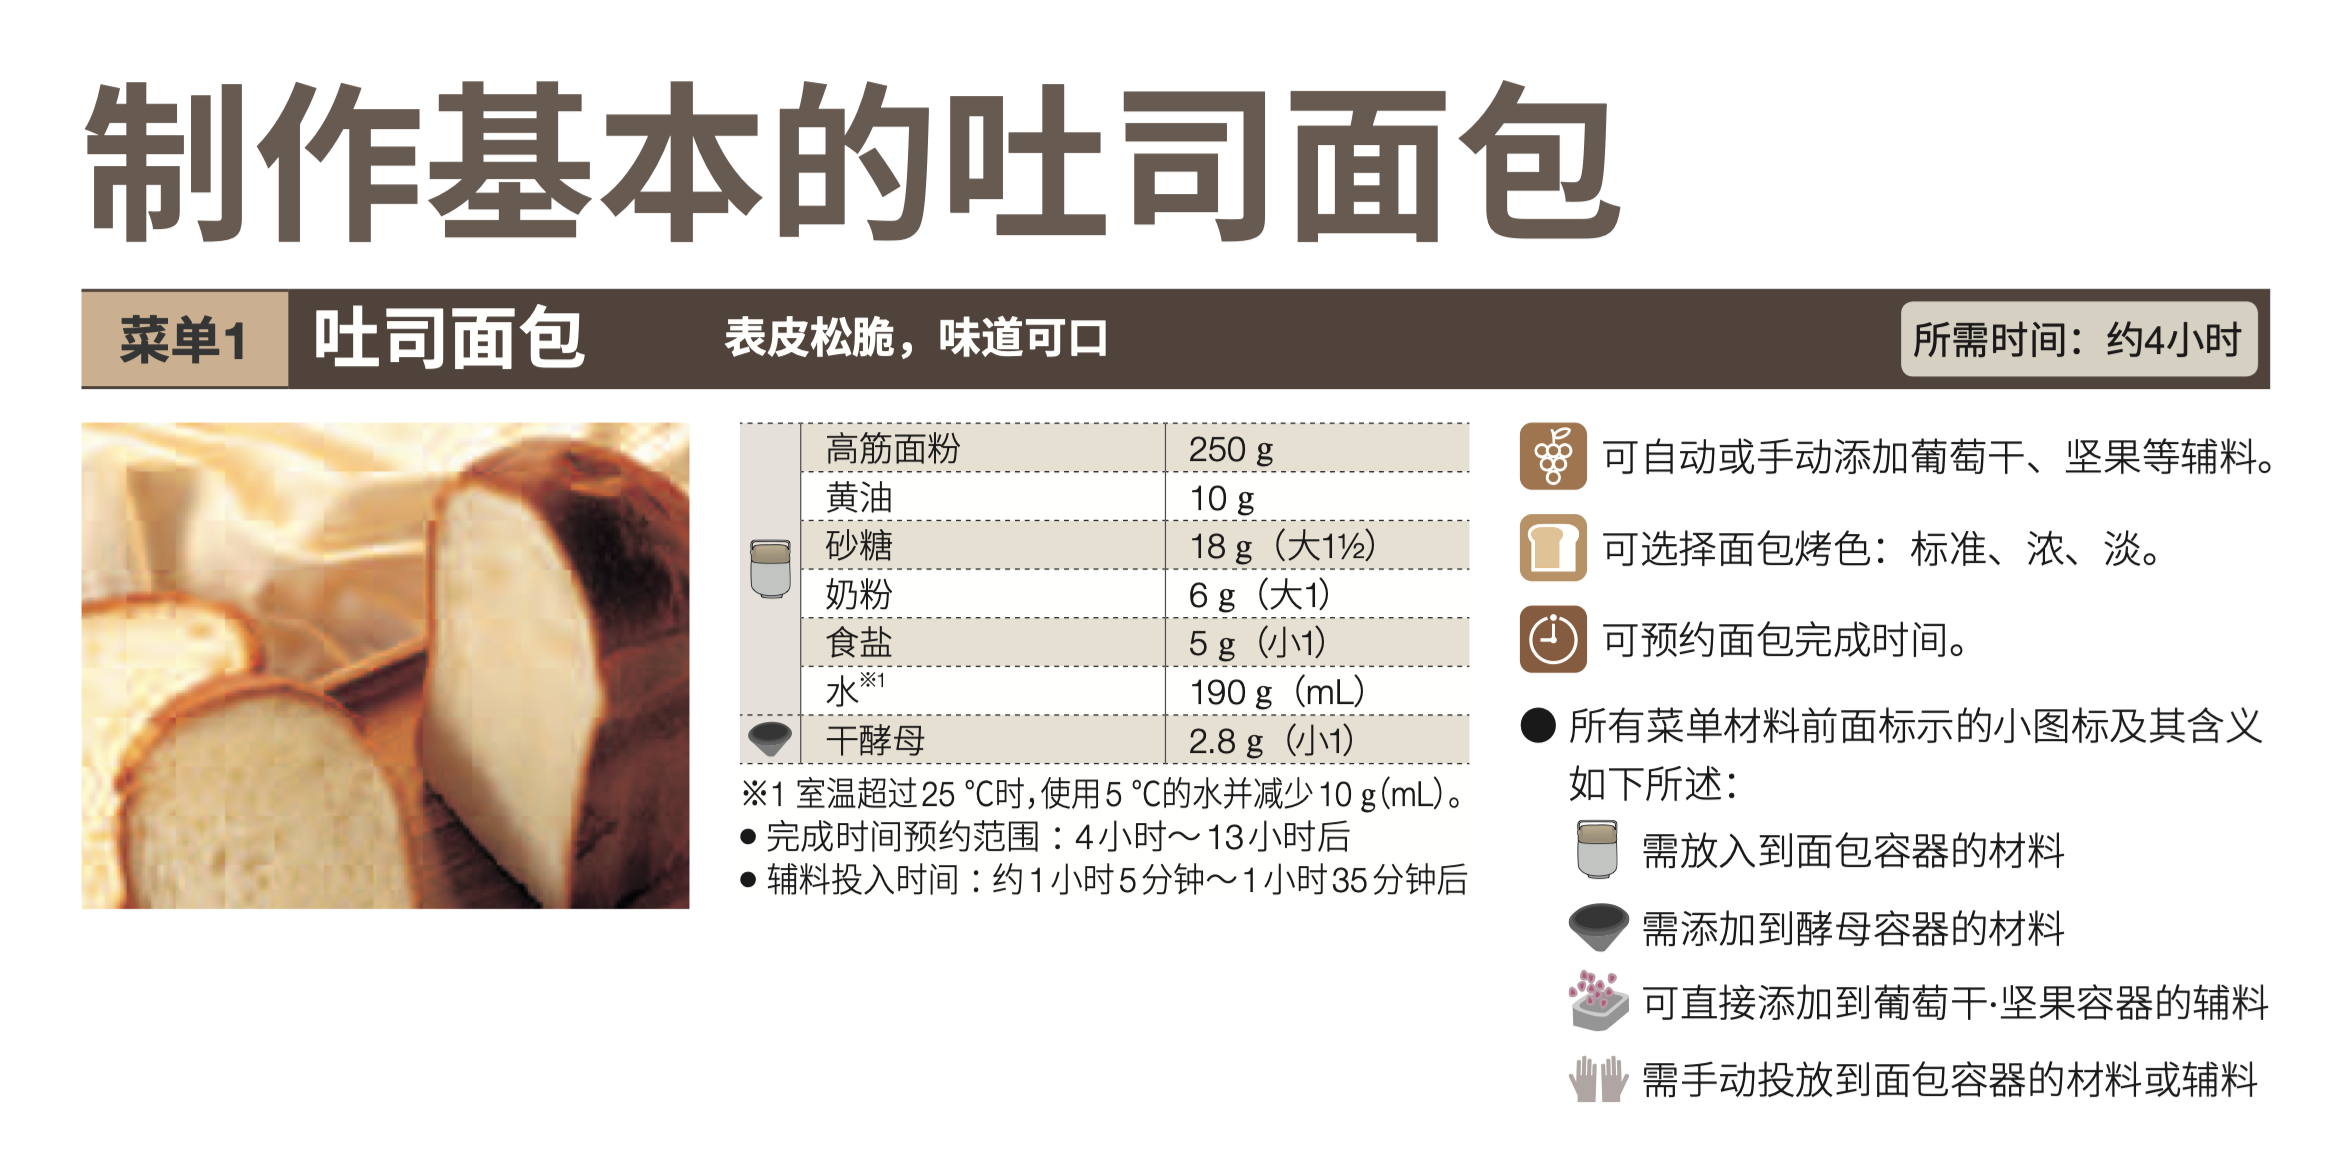 制作基本的吐司面包
菜单1 吐司面包 表皮松脆，味道可口 所需时间：约4小时
高筋面粉 250 g
黄油 10 g
砂糖 18 g（大1½）
奶粉 6 g（大1）
食盐 5 g（小1）
水※1 190 g（mL）
干酵母 2.8 g（小1）
※1 室温超过25 ℃时，使用5 ℃的水并减少10 g（mL）。
● 完成时间预约范围：4小时～13小时后
● 辅料投入时间：约1小时5分钟～1小时35分钟后
可自动或手动添加葡萄干、坚果等辅料。
可选择面包烤色：标准、浓、淡。
可预约面包完成时间。
● 所有菜单材料前面标示的小图标及其含义
如下所述：
需放入到面包容器的材料
需添加到酵母容器的材料
可直接添加到葡萄干·坚果容器的辅料
需手动投放到面包容器的材料或辅料